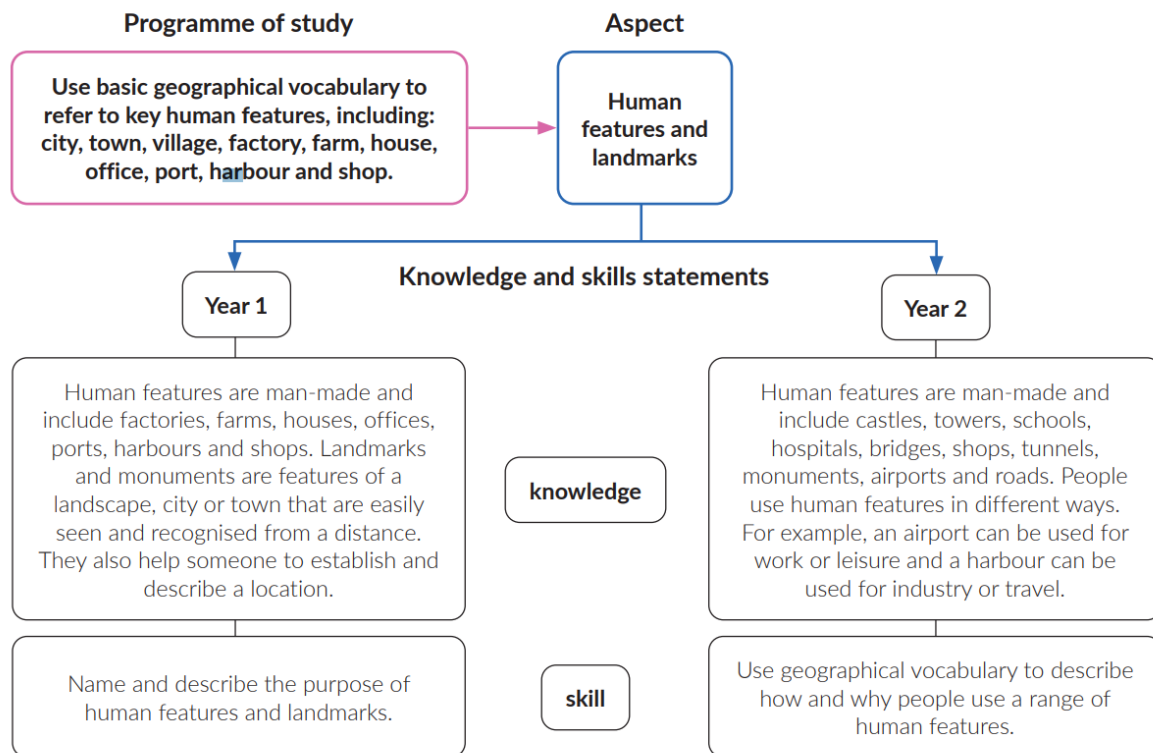 Programme of study
Aspect
Use basic geographical vocabulary to
refer to key human features, including:
city, town, village, factory, farm, house,
office, port, harbour and shop.
Human
features and
landmarks
Knowledge and skills statements
Year 1
Year 2
Human features are man-made and
include factories, farms, houses, offices,
ports, harbours and shops. Landmarks
and monuments are features of a
landscape, city or town that are easily
seen and recognised from a distance.
They also help someone to establish and
describe a location.
knowledge
Human features are man-made and
include castles, towers, schools,
hospitals, bridges, shops, tunnels,
monuments, airports and roads. People
use human features in different ways.
For example, an airport can be used for
work or leisure and a harbour can be
used for industry or travel.
Name and describe the purpose of
human features and landmarks.
skill
Use geographical vocabulary to describe
how and why people use a range of
human features.